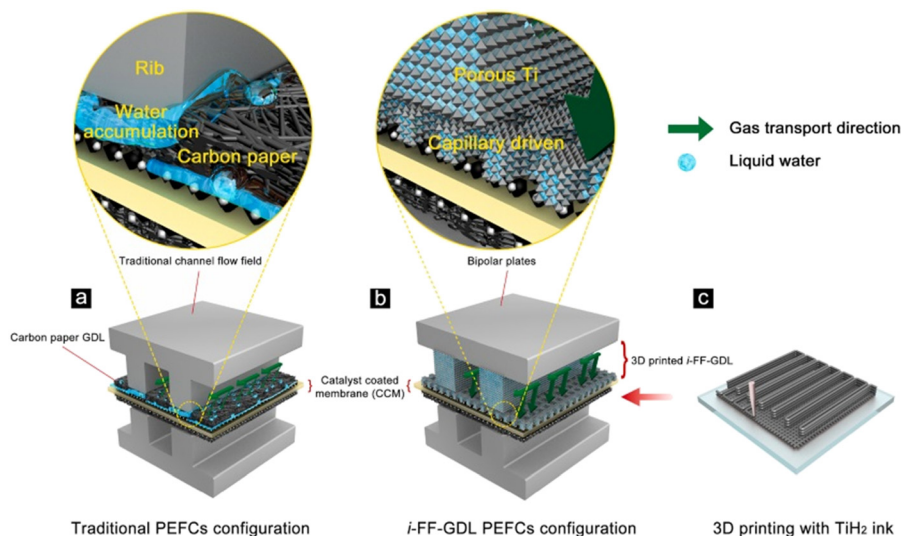 Rib
Water
accumulation
Carbon paper
Porous Ti
Capillary driven
Gas transport direction
Liquid water
Traditional channel flow field
Bipolar plates
a
b
c
Carbon paper GDL
Catalyst coated
membrane (CCM)
3D printed i-FF-GDL
Traditional PEFCs configuration
i-FF-GDL PEFCs configuration
3D printing with TiH₂ ink